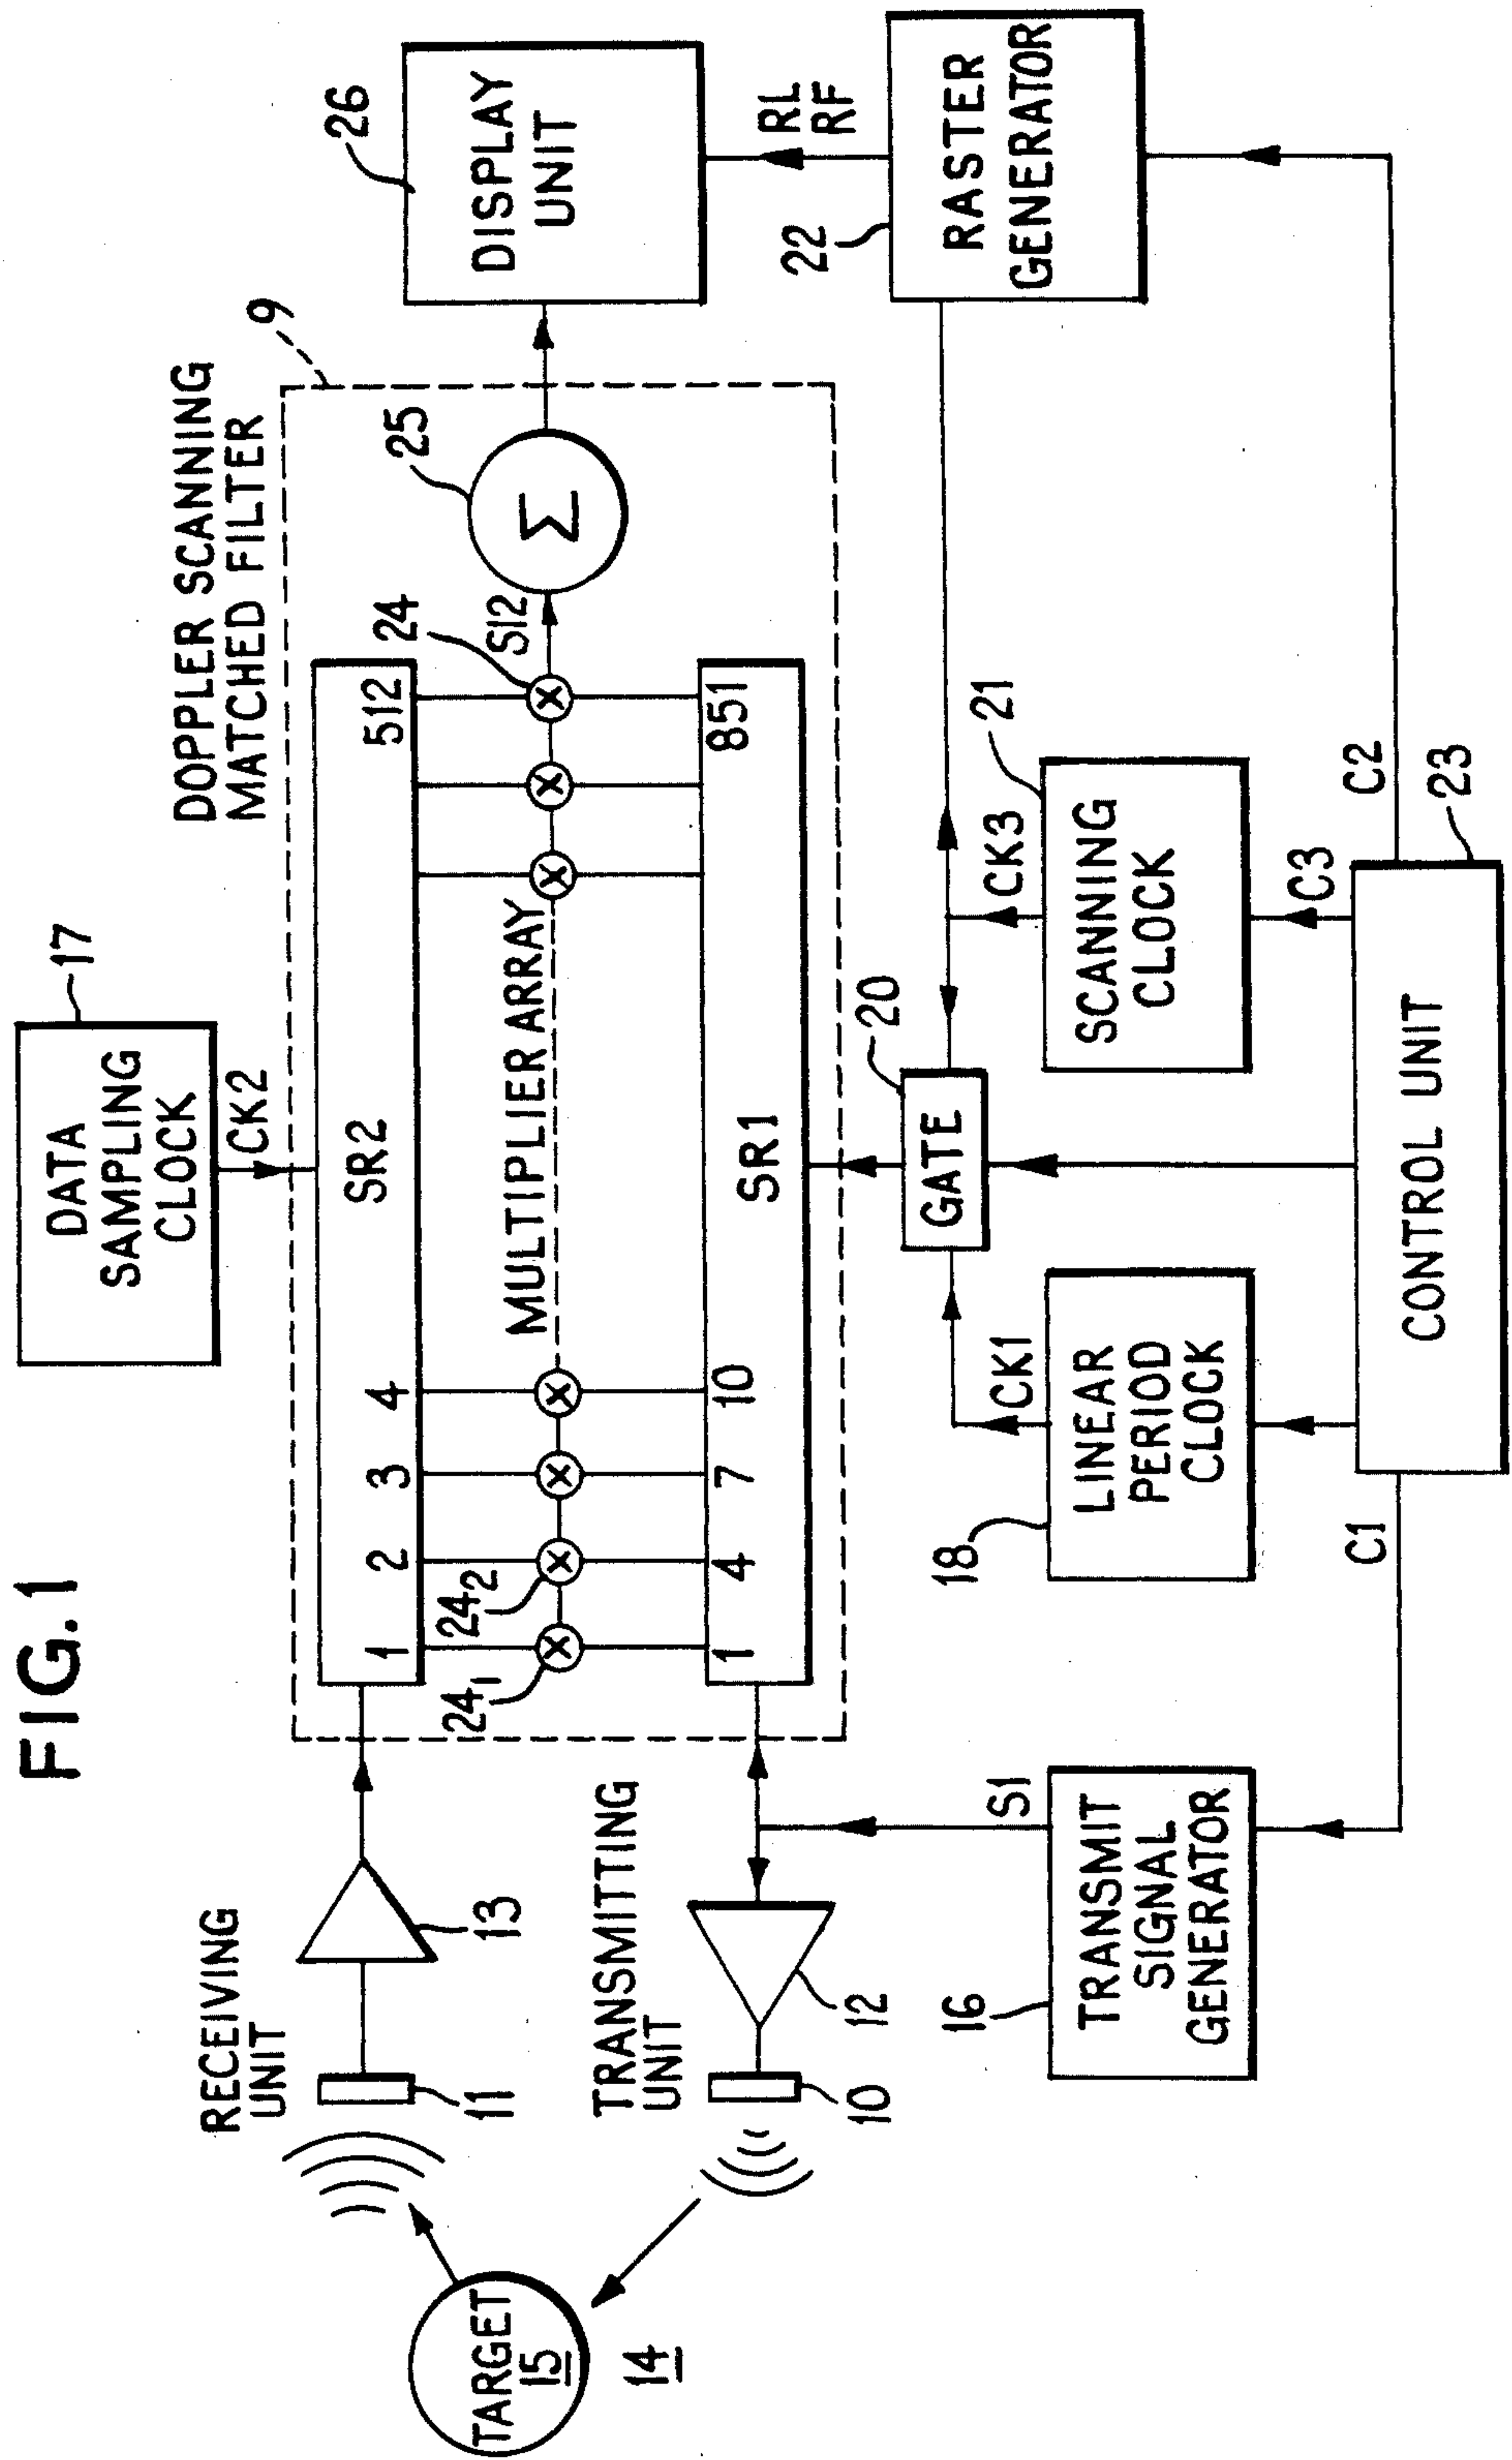 FIG.1
DATA
SAMPLING
CLOCK
17
CK2
DOPPLER SCANNING
MATCHED FILTER
9
RECEIVING
UNIT
11
13
1 2 3 4 SR2 512
24₁
24₂
MULTIPLIER ARRAY
24
S12
Σ
25
DISPLAY
UNIT
26
1 4 7 10 SR1 851
TARGET
15
14
TRANSMITTING
UNIT
10
12
S1
TRANSMIT
SIGNAL
GENERATOR
16
GATE
20
CK1
LINEAR
PERIOD
CLOCK
18
CK3
SCANNING
CLOCK
21
RL
RF
RASTER
GENERATOR
22
C1
C3
C2
CONTROL UNIT
23